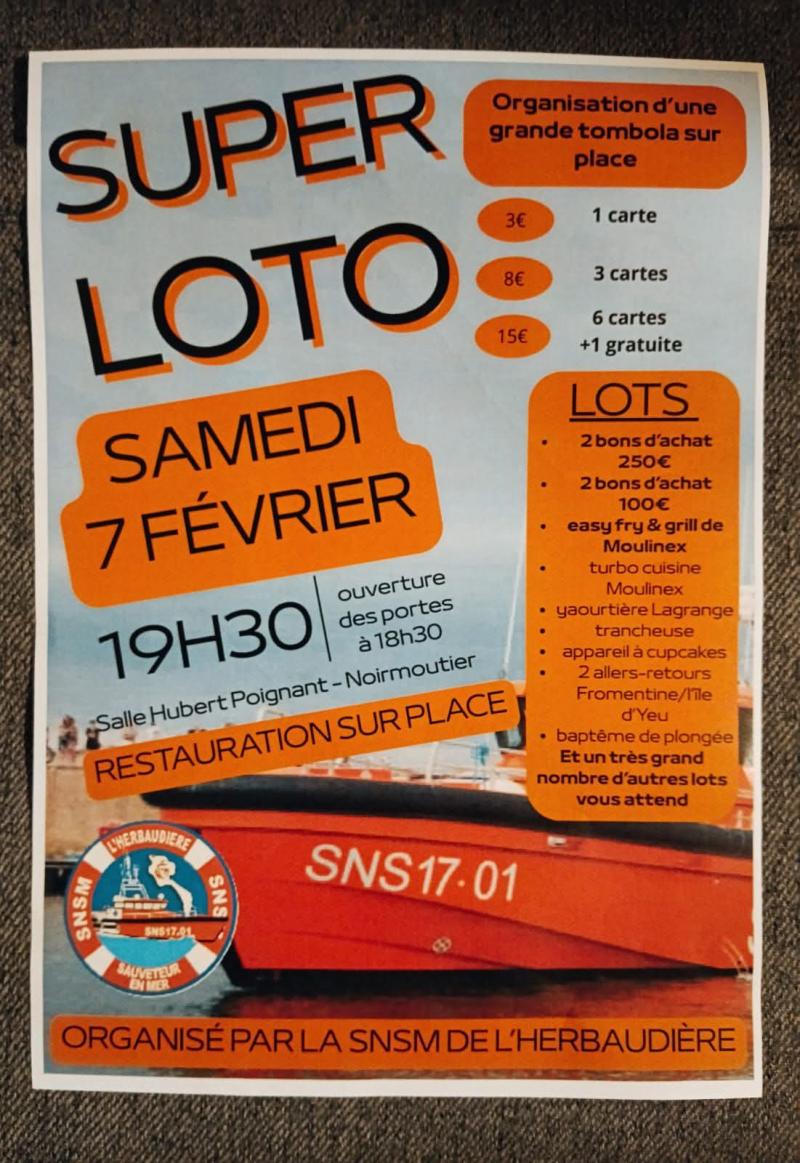 SUPER
LOTO
Organisation d'une
grande tombola sur
place
3€ 1 carte
8€ 3 cartes
15€ 6 cartes
+1 gratuite
SAMEDI
7 FÉVRIER
19H30
ouverture
des portes
à 18h30
Salle Hubert Poignant - Noirmoutier
RESTAURATION SUR PLACE
LOTS
• 2 bons d'achat
250€
• 2 bons d'achat
100€
• easy fry & grill de
Moulinex
• turbo cuisine
Moulinex
• yaourtière Lagrange
• trancheuse
• appareil à cupcakes
• 2 allers-retours
Fromentine/l'île
d'Yeu
• baptême de plongée
Et un très grand
nombre d'autres lots
vous attend
SNS 17·01
L'HERBAUDIERE
SNSM
SNS
SNS17.01
SAUVETEUR
EN MER
ORGANISÉ PAR LA SNSM DE L'HERBAUDIÈRE